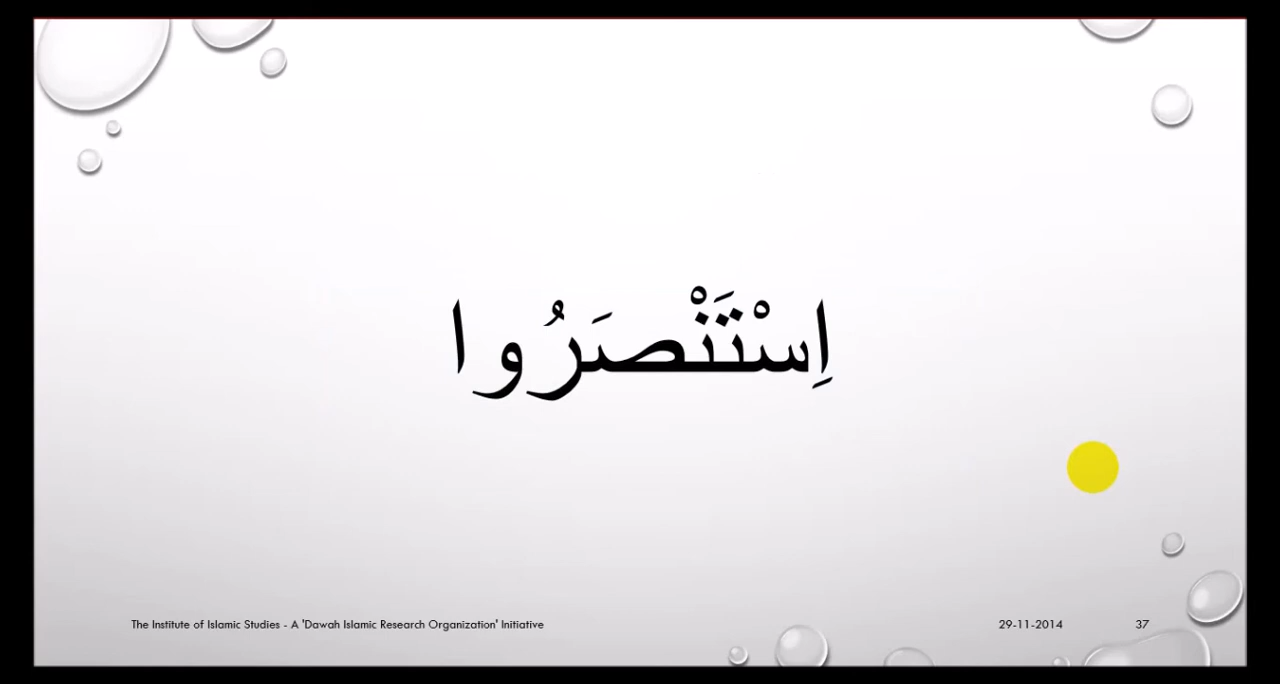 اِسْتَنْصَرُوا
The Institute of Islamic Studies - A 'Dawah Islamic Research Organization' Initiative
29-11-2014
37